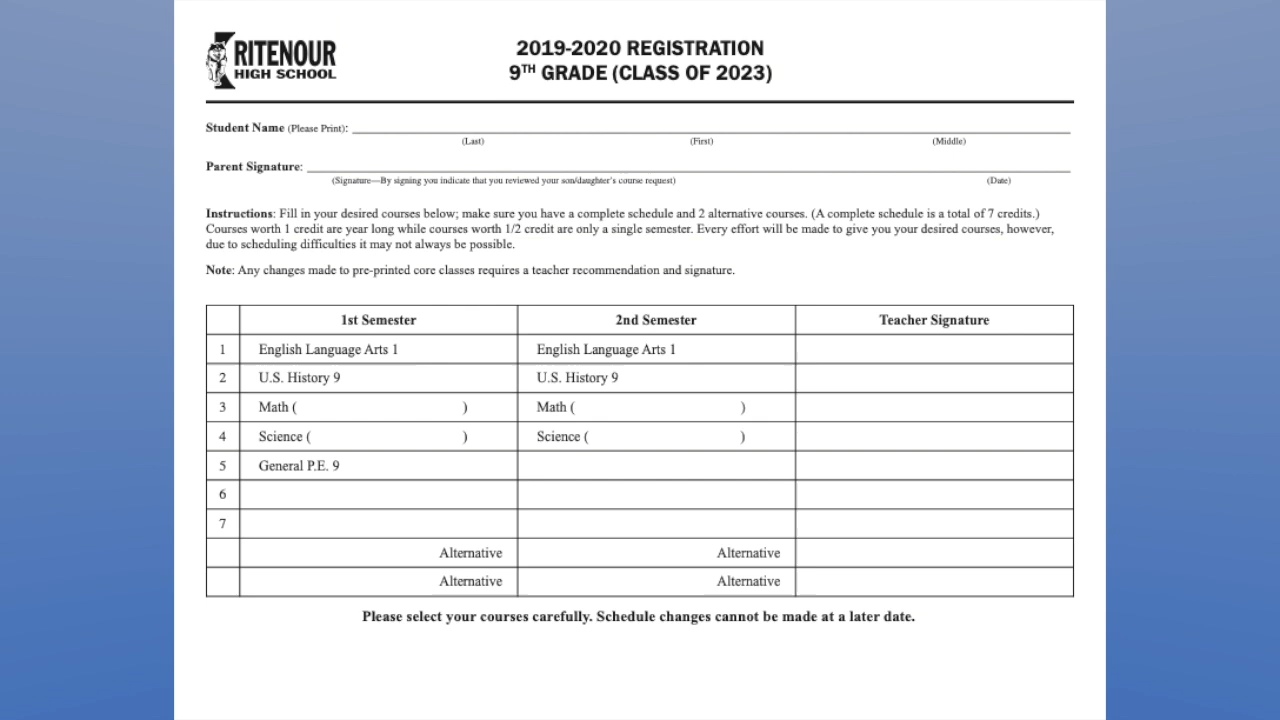 RITENOUR
HIGH SCHOOL
2019-2020 REGISTRATION
9TH GRADE (CLASS OF 2023)
Student Name (Please Print):
(Last) (First) (Middle)
Parent Signature:
(Signature—By signing you indicate that you reviewed your son/daughter's course request) (Date)
Instructions: Fill in your desired courses below; make sure you have a complete schedule and 2 alternative courses. (A complete schedule is a total of 7 credits.)
Courses worth 1 credit are year long while courses worth 1/2 credit are only a single semester. Every effort will be made to give you your desired courses, however,
due to scheduling difficulties it may not always be possible.
Note: Any changes made to pre-printed core classes requires a teacher recommendation and signature.
1st Semester 2nd Semester Teacher Signature
1 English Language Arts 1 English Language Arts 1
2 U.S. History 9 U.S. History 9
3 Math ( ) Math ( )
4 Science ( ) Science ( )
5 General P.E. 9
6
7
Alternative Alternative
Alternative Alternative
Please select your courses carefully. Schedule changes cannot be made at a later date.